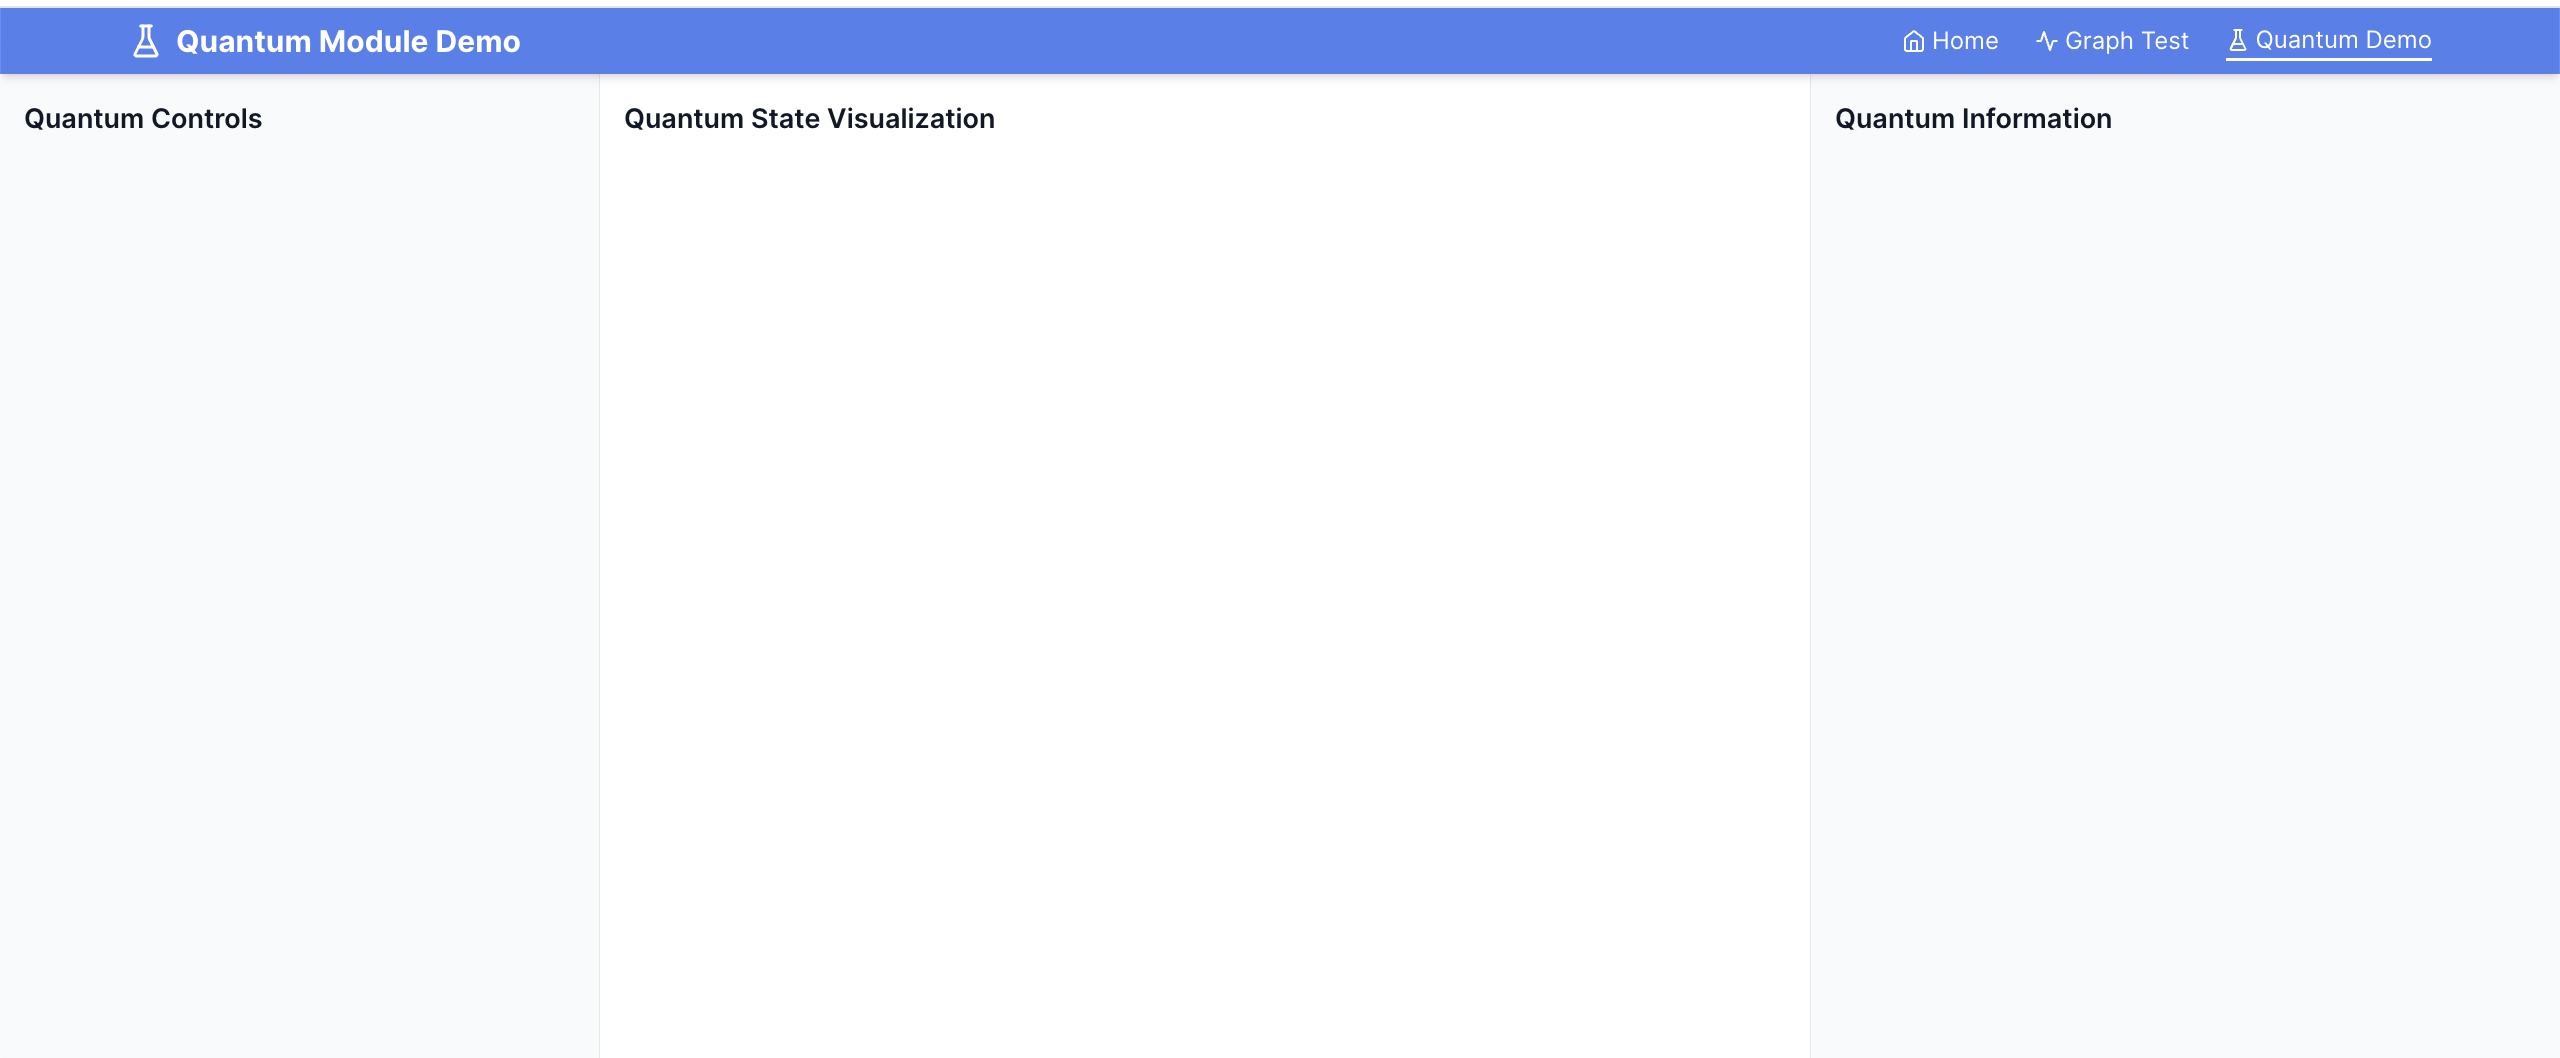 Quantum Module Demo
Home
Graph Test
Quantum Demo
Quantum Controls
Quantum State Visualization
Quantum Information